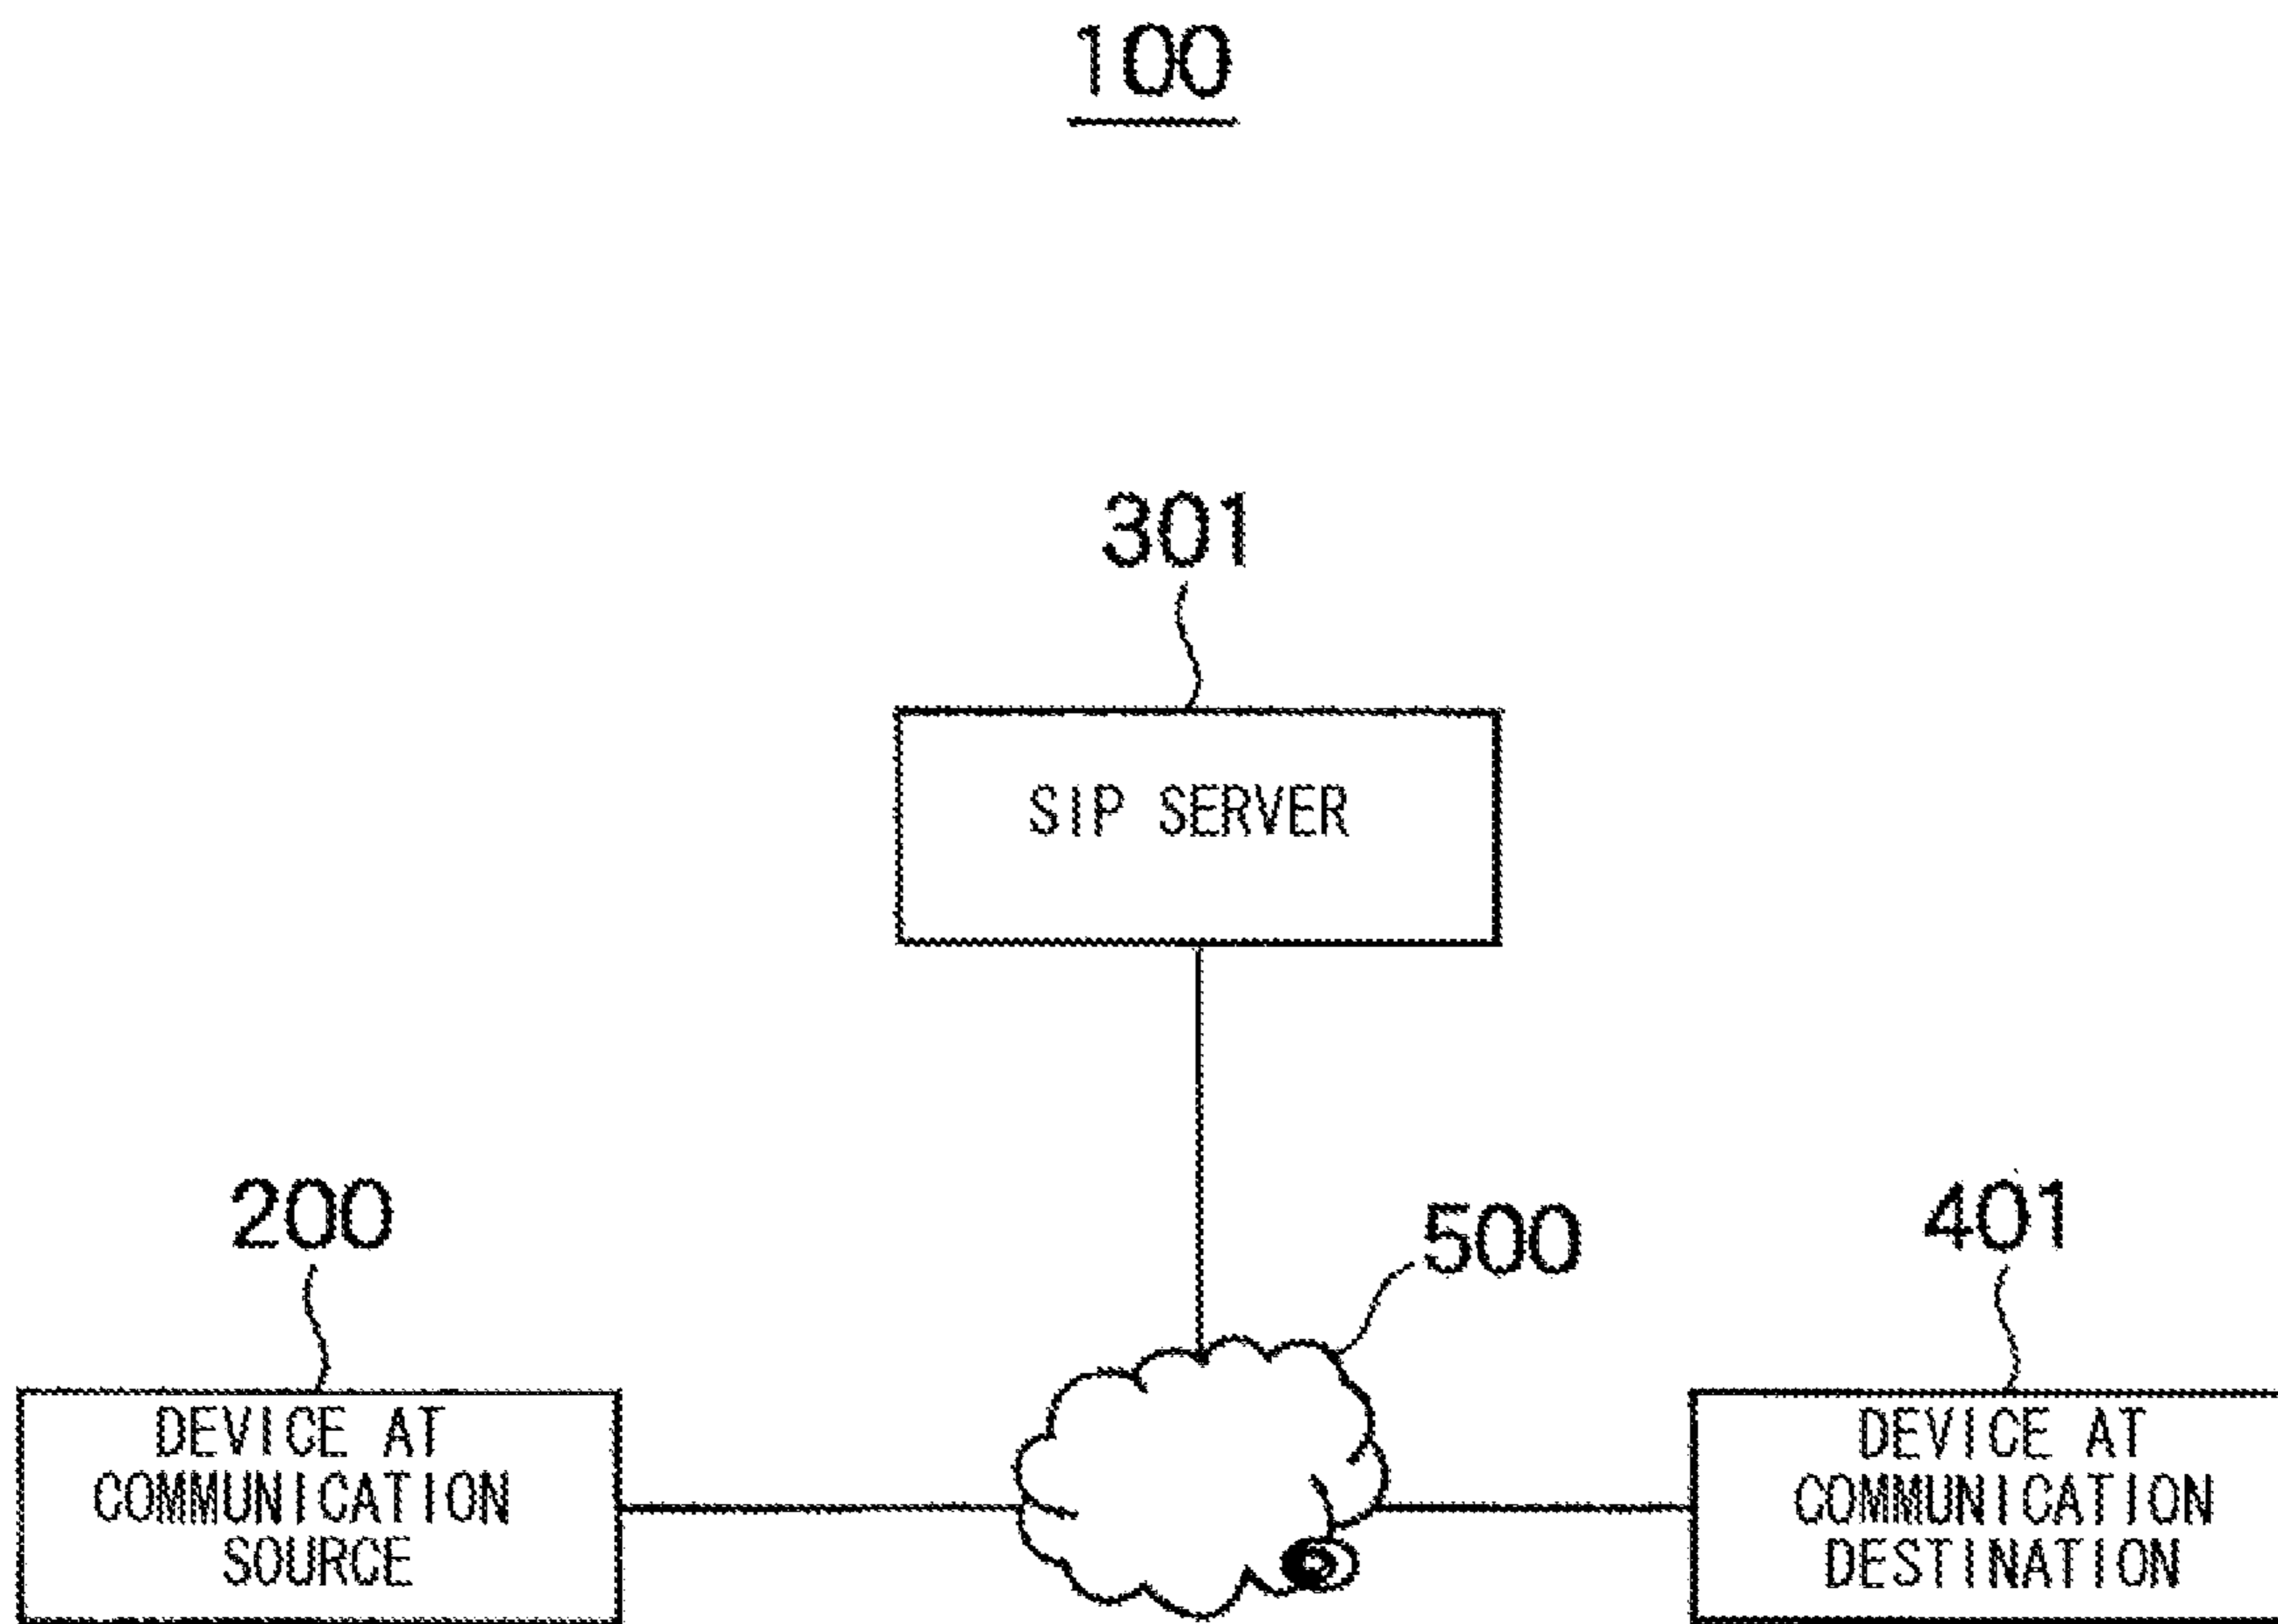 100
301
SIP SERVER
200
500
401
DEVICE AT
COMMUNICATION
SOURCE
DEVICE AT
COMMUNICATION
DESTINATION